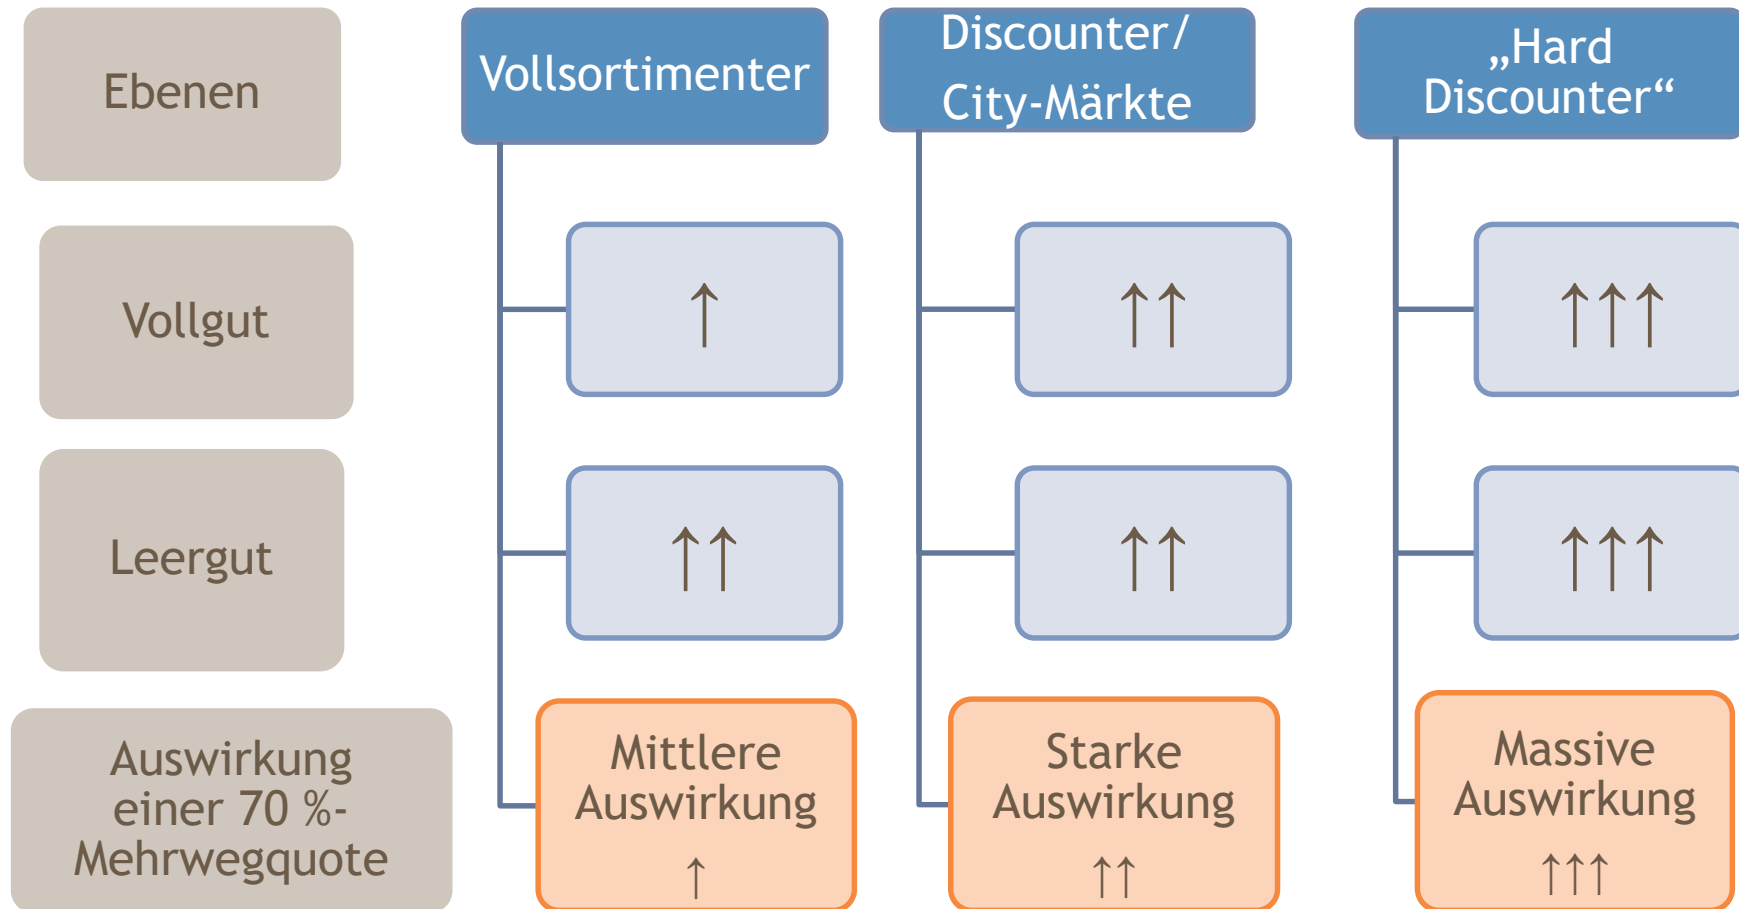 Ebenen
Vollsortimenter
Discounter/
City-Märkte
„Hard
Discounter“
Vollgut
↑
↑↑
↑↑↑
Leergut
↑↑
↑↑
↑↑↑
Auswirkung
einer 70 %-
Mehrwegquote
Mittlere
Auswirkung
↑
Starke
Auswirkung
↑↑
Massive
Auswirkung
↑↑↑